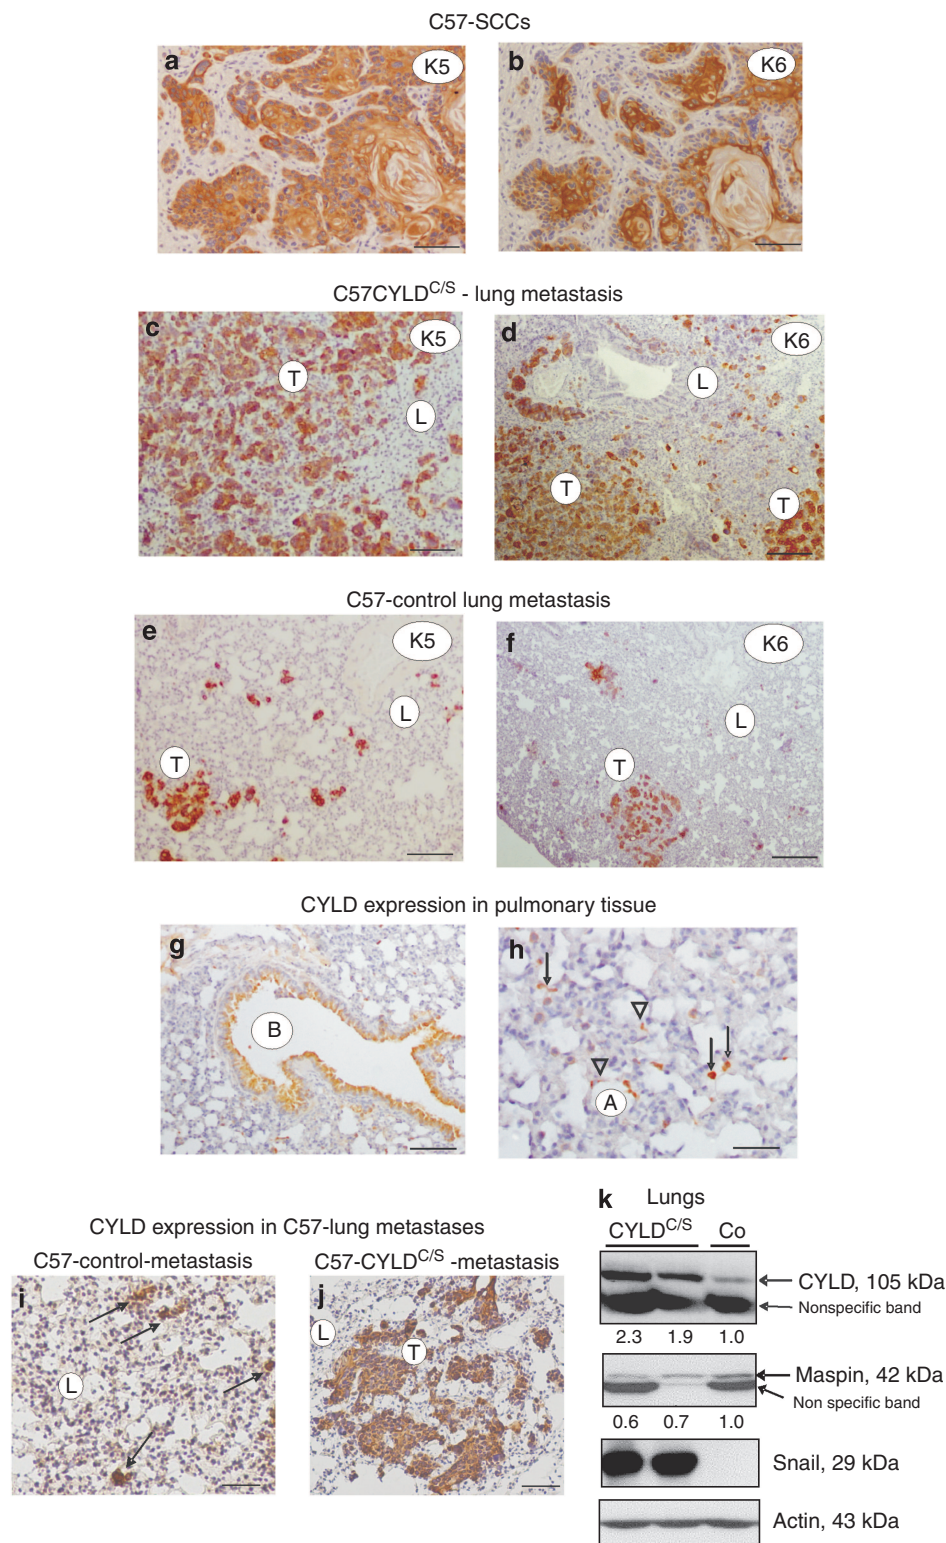 C57-SCCs
a K5
b K6
C57CYLD^C/S - lung metastasis
c K5 T L
d K6 L T T
C57-control lung metastasis
e K5 L T
f K6 L T
CYLD expression in pulmonary tissue
g B
h A
CYLD expression in C57-lung metastases
C57-control-metastasis
i L
C57-CYLD^C/S -metastasis
j L T
k Lungs
CYLD^C/S Co
CYLD, 105 kDa
Nonspecific band
2.3 1.9 1.0
Maspin, 42 kDa
Non specific band
0.6 0.7 1.0
Snail, 29 kDa
Actin, 43 kDa